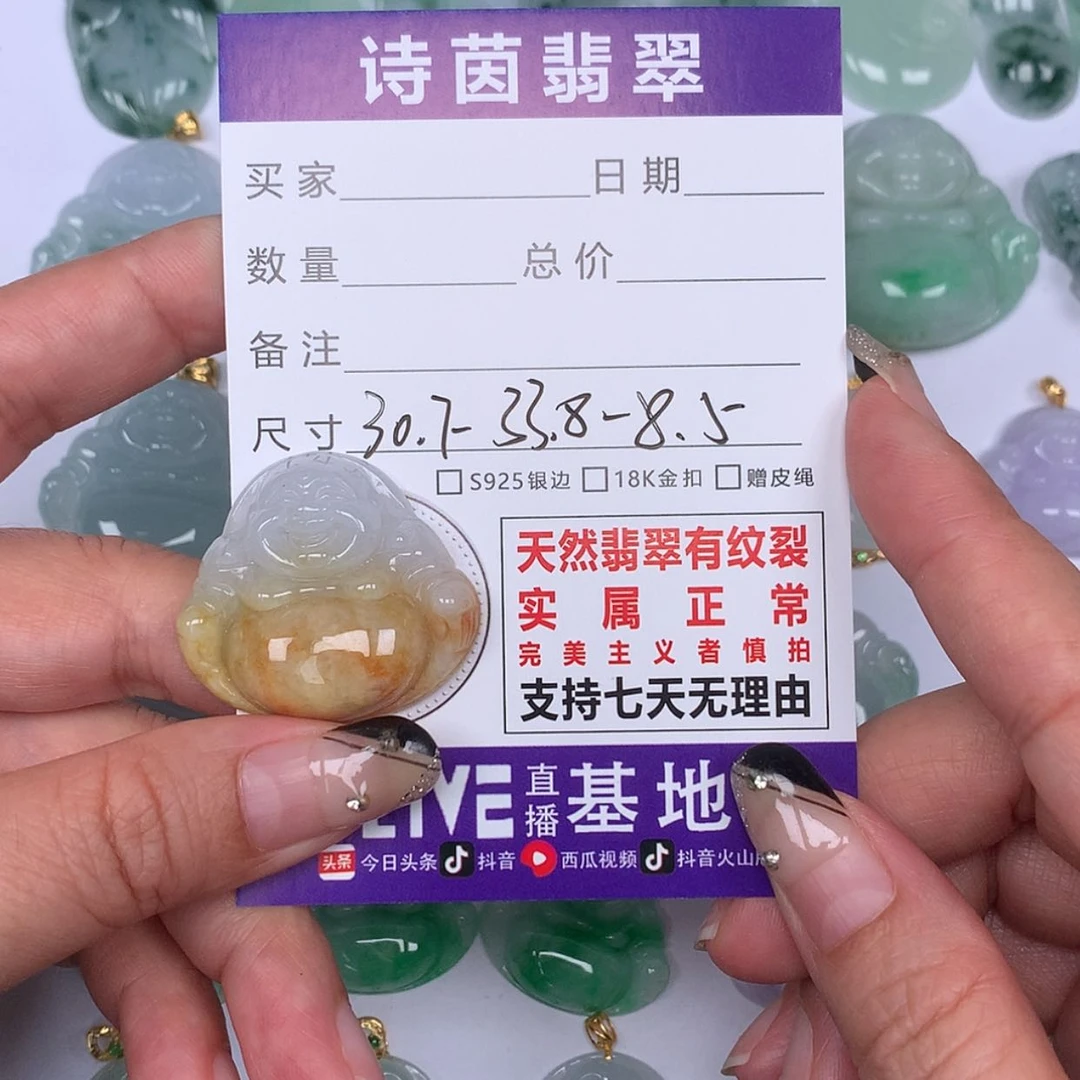 诗茵翡翠
买家 日期
数量 总价
备注
尺寸 30.7-33.8-8.5
S925银边 18K金扣 赠皮绳
天然翡翠有纹裂
实属正常
完美主义者慎拍
支持七天无理由
LIVE 直播 基地
头条 今日头条 抖音 西瓜视频 抖音火山